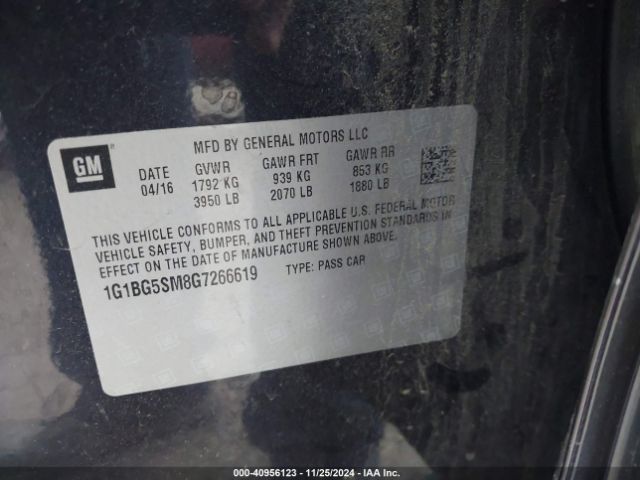 GM
MFD BY GENERAL MOTORS LLC
DATE GVWR GAWR FRT GAWR RR
04/16 1792 KG 939 KG 853 KG
3950 LB 2070 LB 1880 LB
THIS VEHICLE CONFORMS TO ALL APPLICABLE U.S. FEDERAL MOTOR
VEHICLE SAFETY, BUMPER, AND THEFT PREVENTION STANDARDS IN
EFFECT ON THE DATE OF MANUFACTURE SHOWN ABOVE.
1G1BG5SM8G7266619 TYPE: PASS CAR
000-40956123 - 11/25/2024 - IAA Inc.